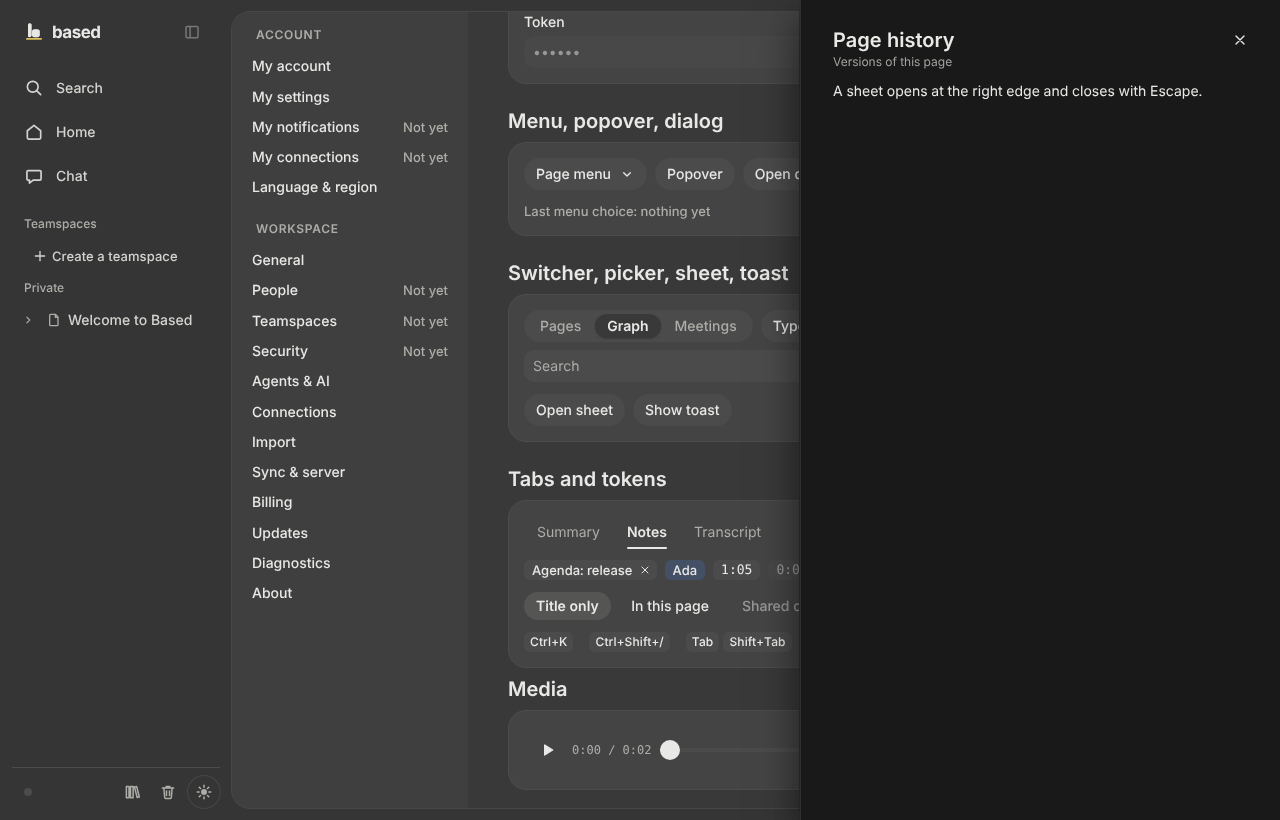 based
Search
Home
Chat
Teamspaces
Create a teamspace
Private
Welcome to Based
ACCOUNT
My account
My settings
My notifications Not yet
My connections Not yet
Language & region
WORKSPACE
General
People Not yet
Teamspaces Not yet
Security Not yet
Agents & AI
Connections
Import
Sync & server
Billing
Updates
Diagnostics
About
Token
Menu, popover, dialog
Page menu Popover Open
Last menu choice: nothing yet
Switcher, picker, sheet, toast
Pages Graph Meetings
Search
Open sheet Show toast
Tabs and tokens
Summary Notes Transcript
Agenda: release Ada 1:05
Title only In this page Shared
Ctrl+K Ctrl+Shift+/ Tab Shift+Tab
Media
0:00 / 0:02
Page history
Versions of this page
A sheet opens at the right edge and closes with Escape.